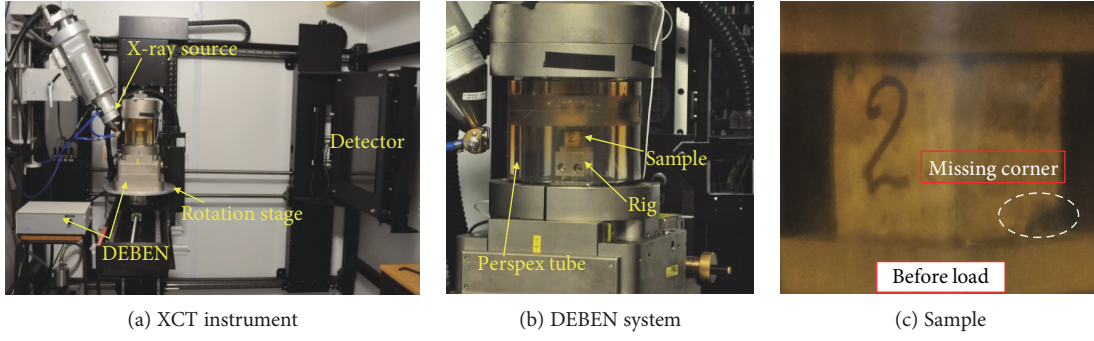 X-ray source
Detector
Rotation stage
DEBEN
Sample
Rig
Perspex tube
2
Missing corner
Before load
(a) XCT instrument
(b) DEBEN system
(c) Sample